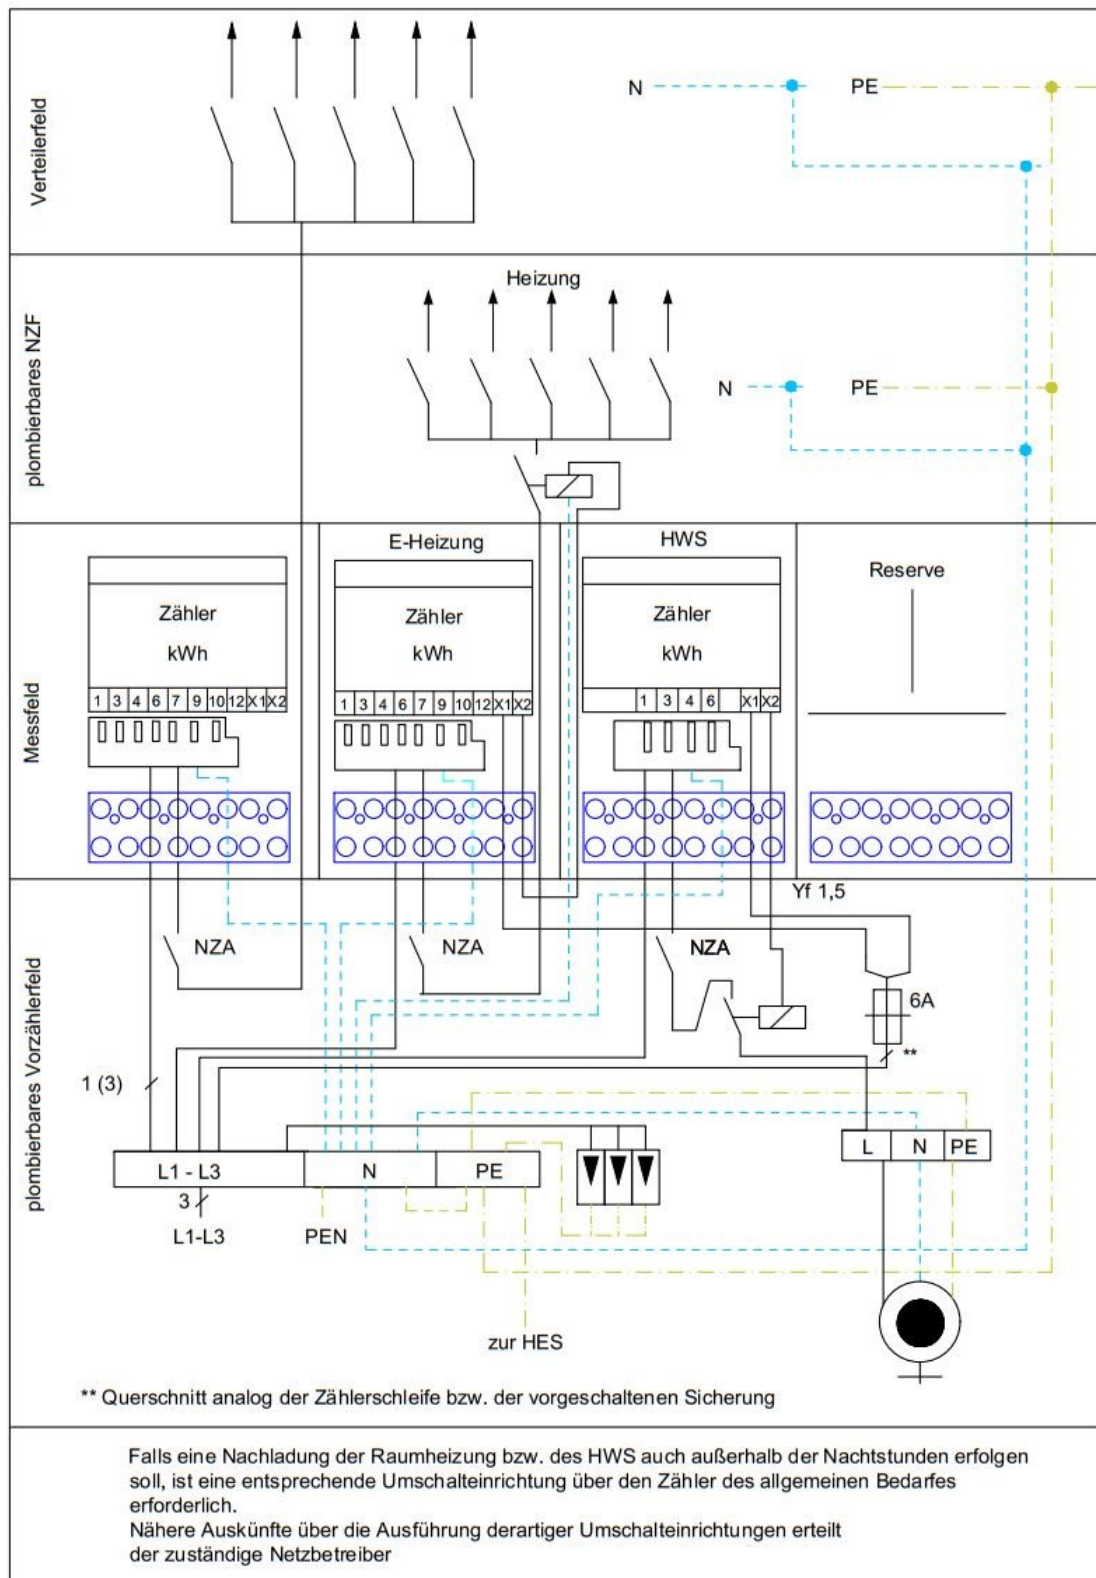 Verteilerfeld
N
PE
plombierbares NZF
Heizung
N
PE
Messfeld
E-Heizung
HWS
Reserve
Zähler
kWh
1 3 4 6 7 9 10 12 X1 X2
Zähler
kWh
1 3 4 6 7 9 10 12 X1 X2
Zähler
kWh
1 3 4 6 X1 X2
plombierbares Vorzählerfeld
Yf 1,5
NZA
NZA
NZA
6A
**
1 (3)
L1 - L3
N
PE
L
N
PE
3
L1-L3
PEN
zur HES
** Querschnitt analog der Zählerschleife bzw. der vorgeschaltenen Sicherung
Falls eine Nachladung der Raumheizung bzw. des HWS auch außerhalb der Nachtstunden erfolgen
soll, ist eine entsprechende Umschalteinrichtung über den Zähler des allgemeinen Bedarfes
erforderlich.
Nähere Auskünfte über die Ausführung derartiger Umschalteinrichtungen erteilt
der zuständige Netzbetreiber